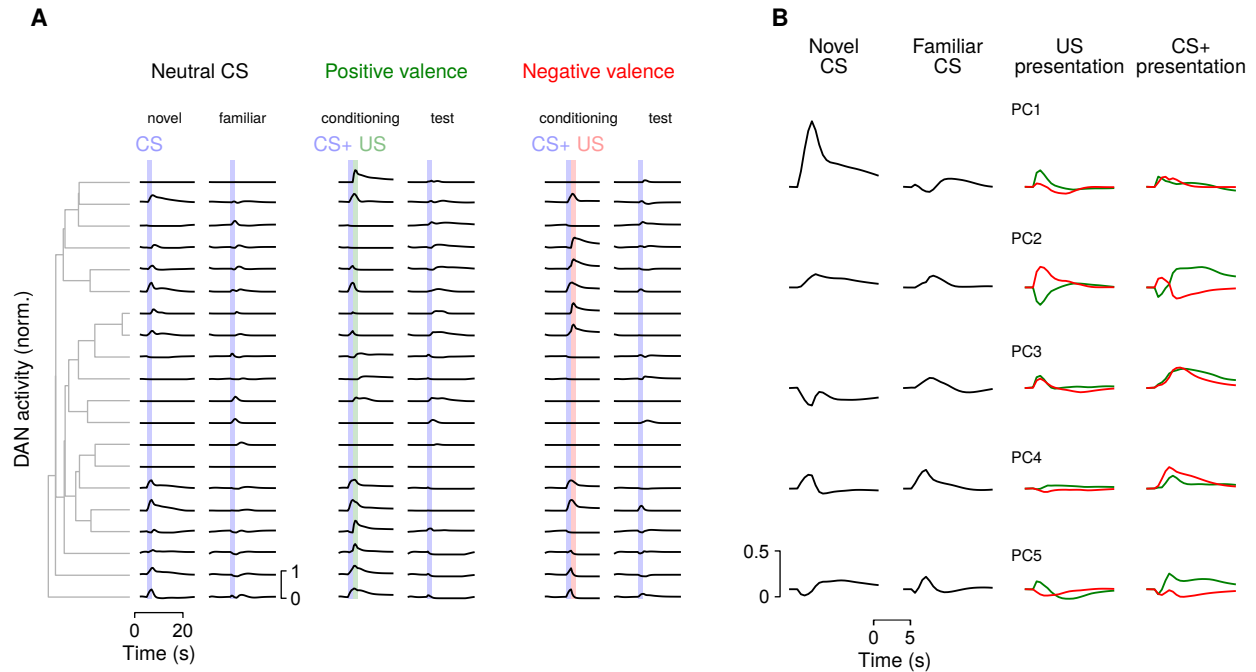 A
Neutral CS
Positive valence
Negative valence
novel
familiar
conditioning
test
conditioning
test
CS
CS+ US
CS+ US
DAN activity (norm.)
1
0
0 20
Time (s)
B
Novel
CS
Familiar
CS
US
presentation
CS+
presentation
PC1
PC2
PC3
PC4
PC5
0.5
0
0 5
Time (s)